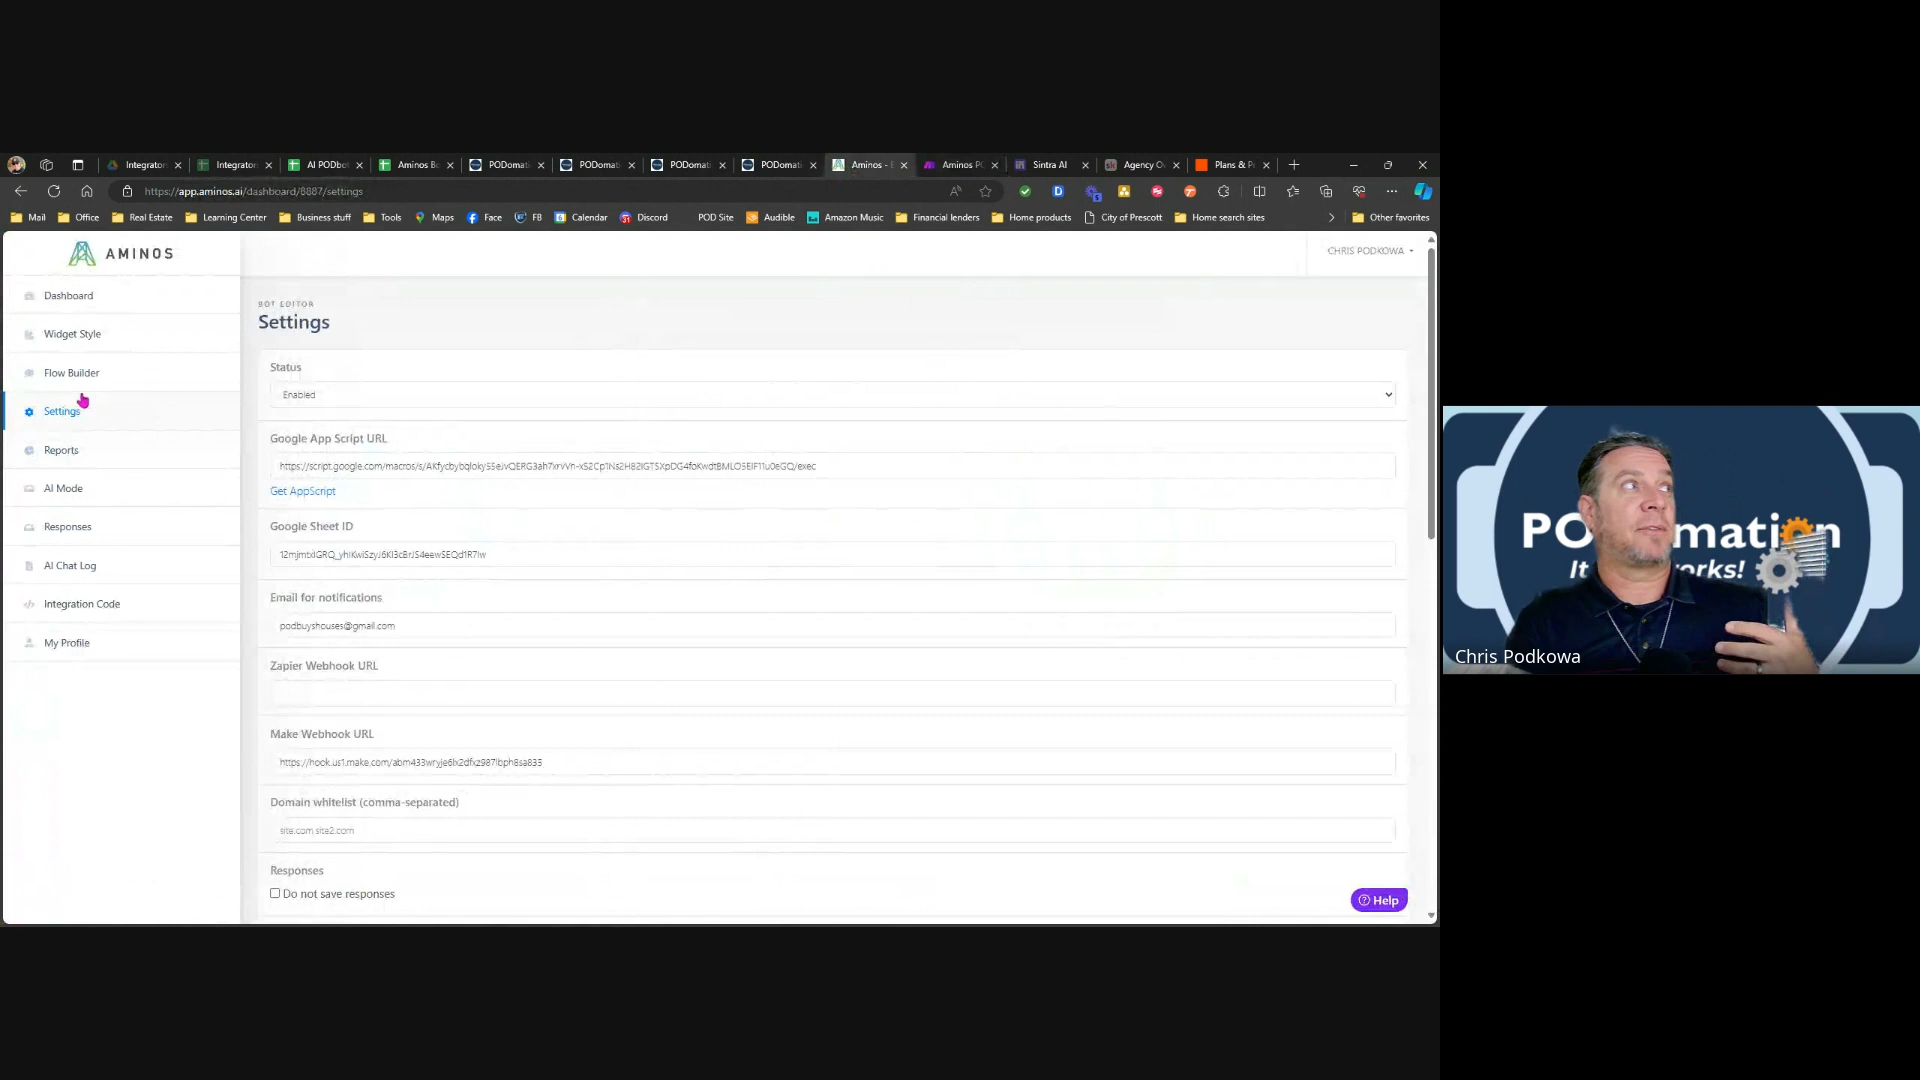 Integrator
Integrator
AI PODbot
Aminos Bo
PODomati
PODomati
PODomati
PODomati
Aminos - E
Aminos PO
Sintra AI
Agency O
Plans & P
https://app.aminos.ai/dashboard/8887/settings
Mail
Office
Real Estate
Learning Center
Business stuff
Tools
Maps
Face
FB
Calendar
Discord
POD Site
Audible
Amazon Music
Financial lenders
Home products
City of Prescott
Home search sites
Other favorites
AMINOS
CHRIS PODKOWA
Dashboard
Widget Style
Flow Builder
Settings
Reports
AI Mode
Responses
AI Chat Log
Integration Code
My Profile
BOT EDITOR
Settings
Status
Enabled
Google App Script URL
Get AppScript
Google Sheet ID
Email for notifications
podbuyshouses@gmail.com
Zapier Webhook URL
Make Webhook URL
Domain whitelist (comma-separated)
site.com site2.com
Responses
Do not save responses
Help
It
rks!
Chris Podkowa